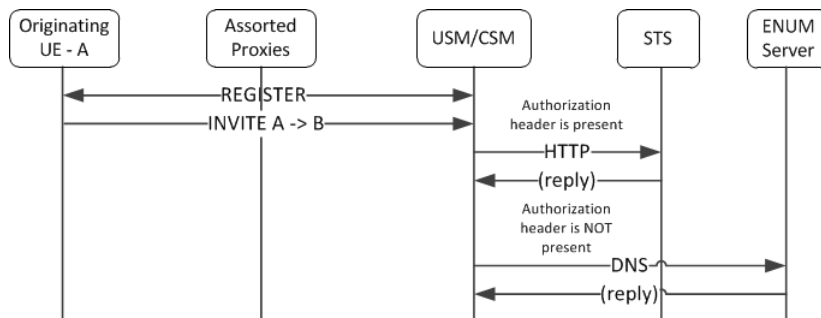 Originating
UE - A
Assorted
Proxies
USM/CSM
STS
ENUM
Server
REGISTER
INVITE A -> B
Authorization
header is present
HTTP
(reply)
Authorization
header is NOT
present
DNS
(reply)